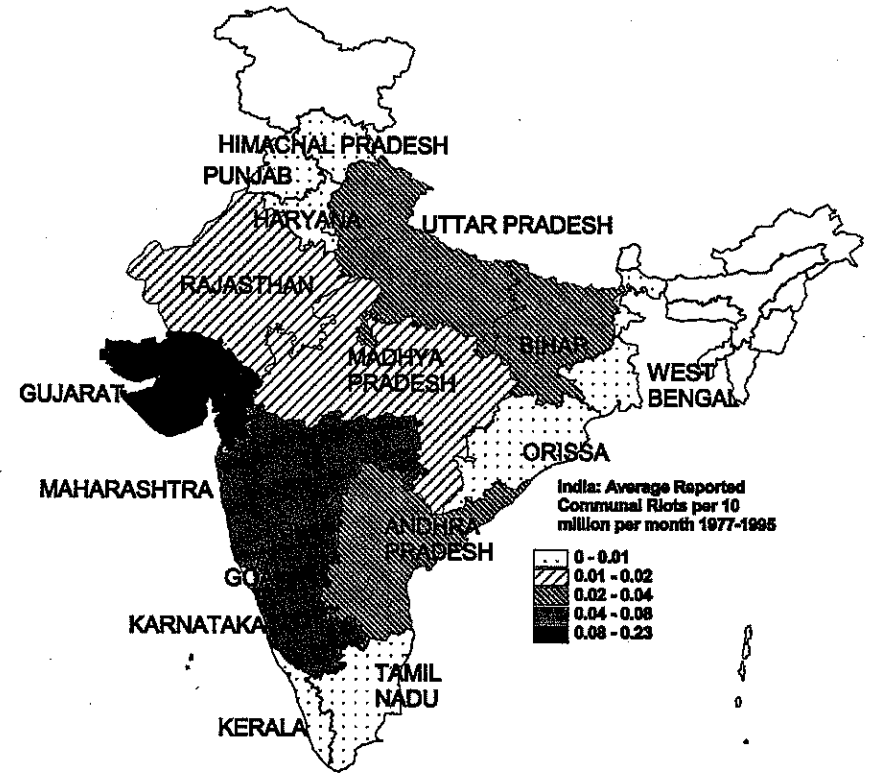 HIMACHAL PRADESH
PUNJAB
HARYANA
UTTAR PRADESH
RAJASTHAN
BIHAR
MADHYA
PRADESH
WEST
BENGAL
GUJARAT
ORISSA
MAHARASHTRA
India: Average Reported
Communal Riots per 10
million per month 1977-1995
0 - 0.01
0.01 - 0.02
0.02 - 0.04
0.04 - 0.08
0.08 - 0.23
ANDHRA
PRADESH
KARNATAKA
TAMIL
NADU
KERALA